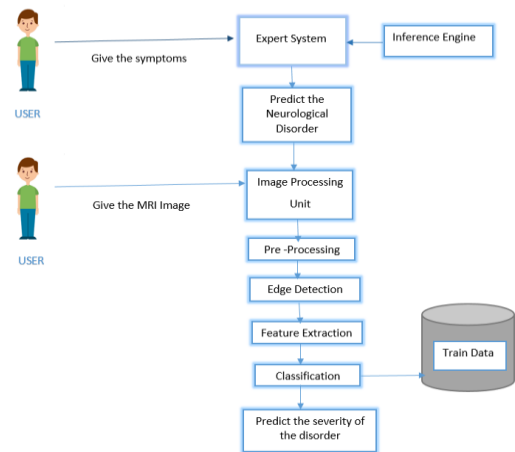 Expert System
Inference Engine
Give the symptoms
USER
Predict the
Neurological
Disorder
Image Processing
Unit
Give the MRI Image
USER
Pre -Processing
Edge Detection
Feature Extraction
Train Data
Classification
Predict the severity of
the disorder